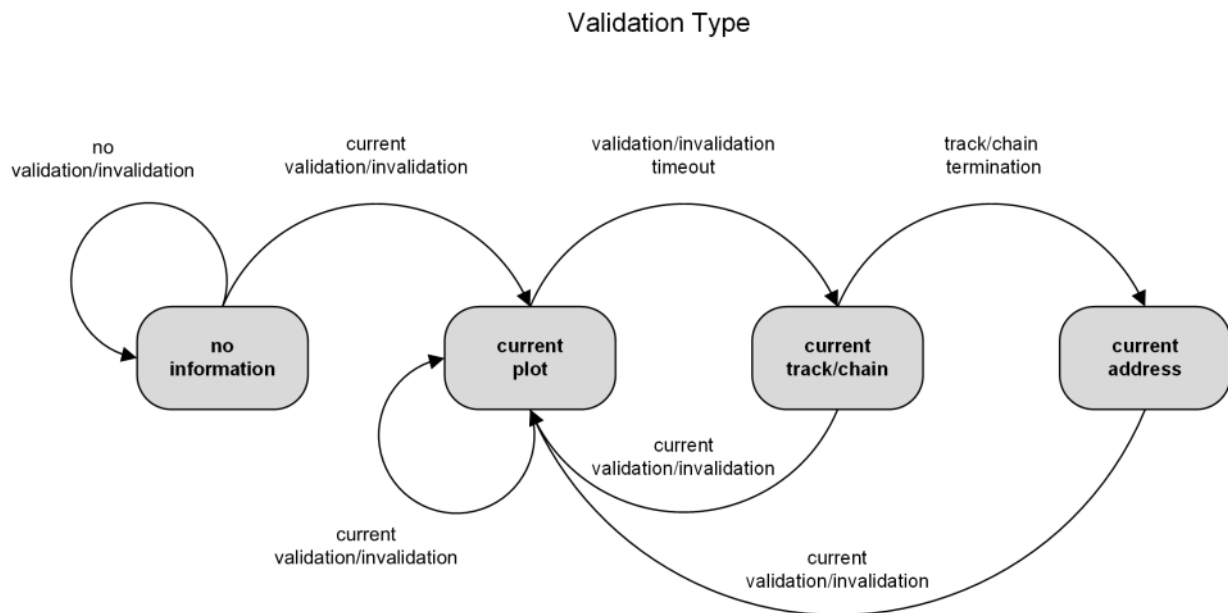 Validation Type
no
validation/invalidation
current
validation/invalidation
validation/invalidation
timeout
track/chain
termination
no
information
current
plot
current
track/chain
current
address
current
validation/invalidation
current
validation/invalidation
current
validation/invalidation